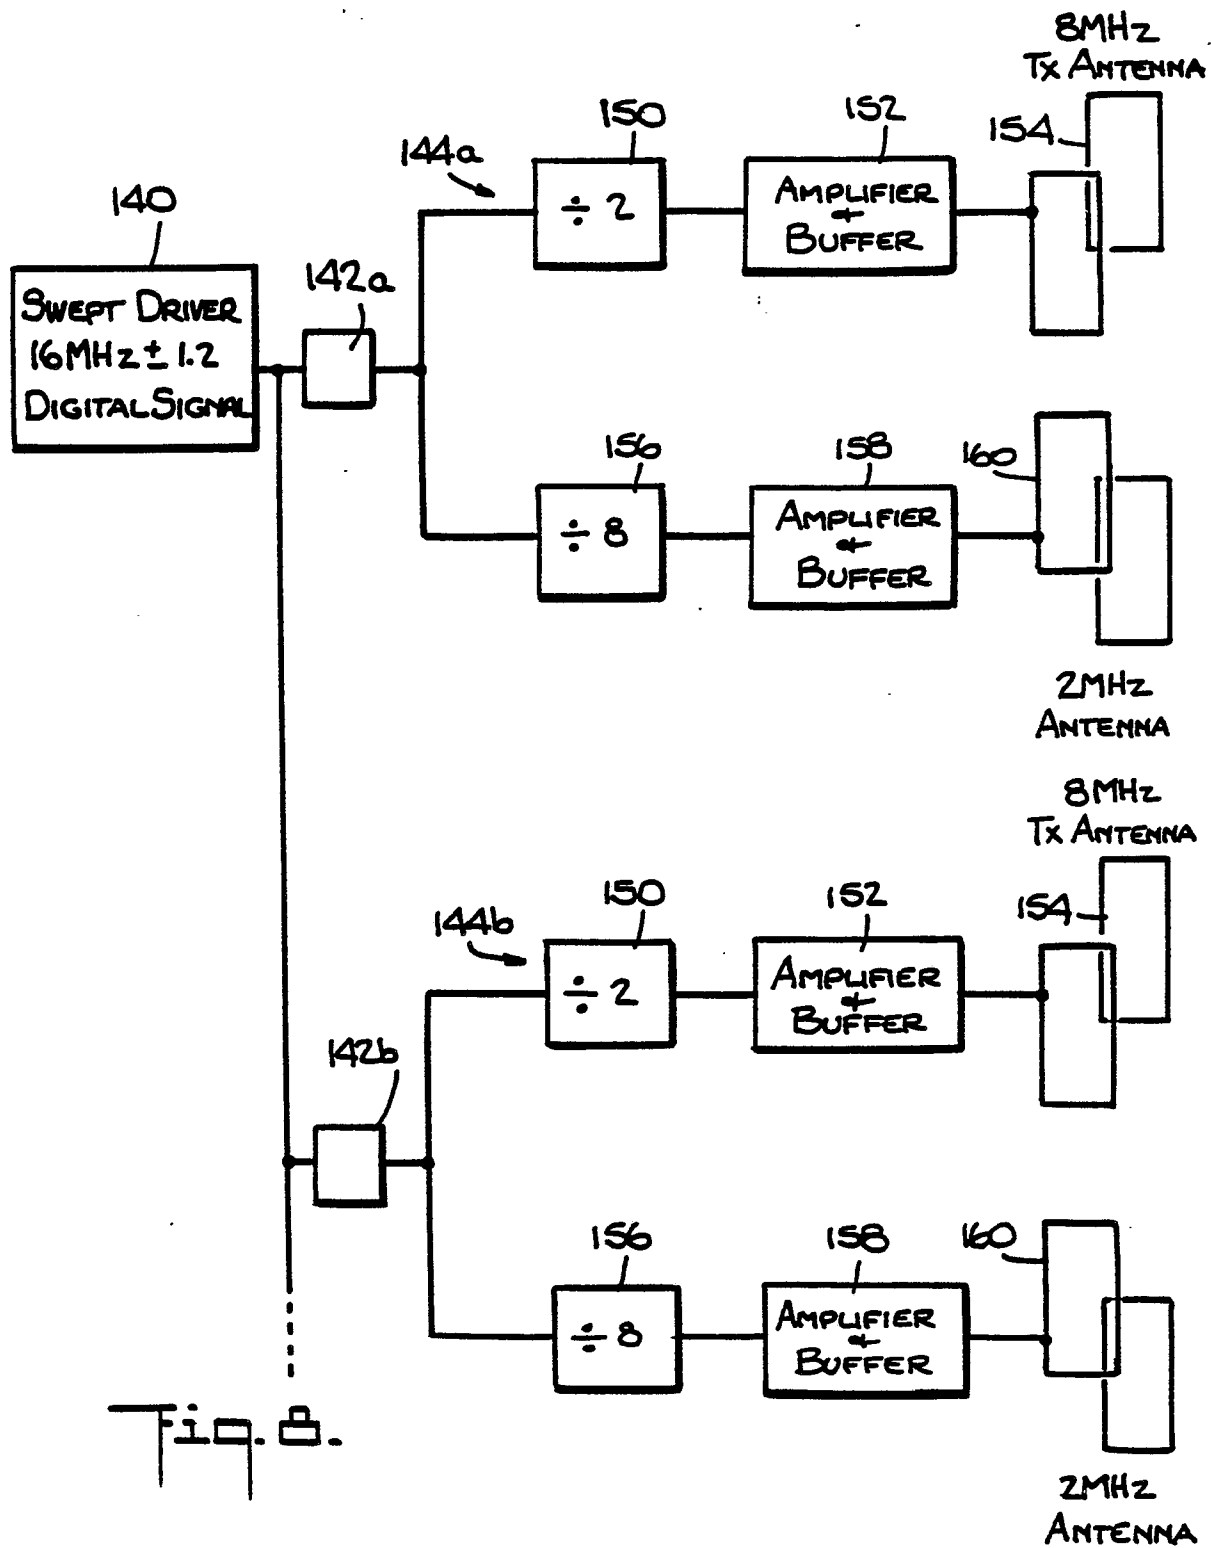 8MHz
Tx ANTENNA
150
152
154
144a
140
÷ 2
AMPLIFIER
+
BUFFER
142a
SWEPT DRIVER
16MHz ± 1.2
DIGITAL SIGNAL
156
158
160
÷ 8
AMPLIFIER
+
BUFFER
2MHz
ANTENNA
8MHz
Tx ANTENNA
150
152
154
144b
÷ 2
AMPLIFIER
+
BUFFER
142b
156
158
160
÷ 8
AMPLIFIER
+
BUFFER
2MHz
ANTENNA